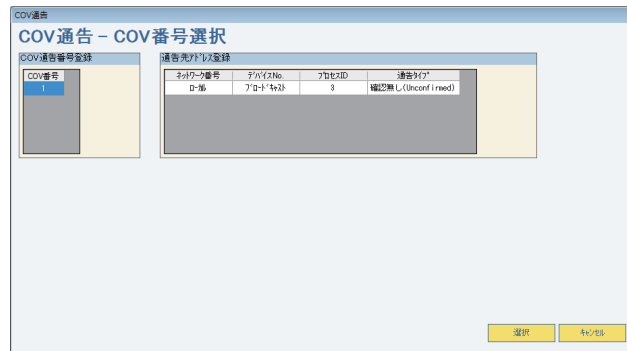 COV通告
COV通告 − COV番号選択
COV通告番号登録
通告先ｱﾄﾞﾚｽ登録
COV番号
1
ﾈｯﾄﾜｰｸ番号 ﾃﾞﾊﾞｲｽNo. ﾌﾟﾛｾｽID 通告ﾀｲﾌﾟ
ﾛｰｶﾙ ﾌﾞﾛｰﾄﾞｷｬｽﾄ 3 確認無し(Unconfirmed)
選択
ｷｬﾝｾﾙ